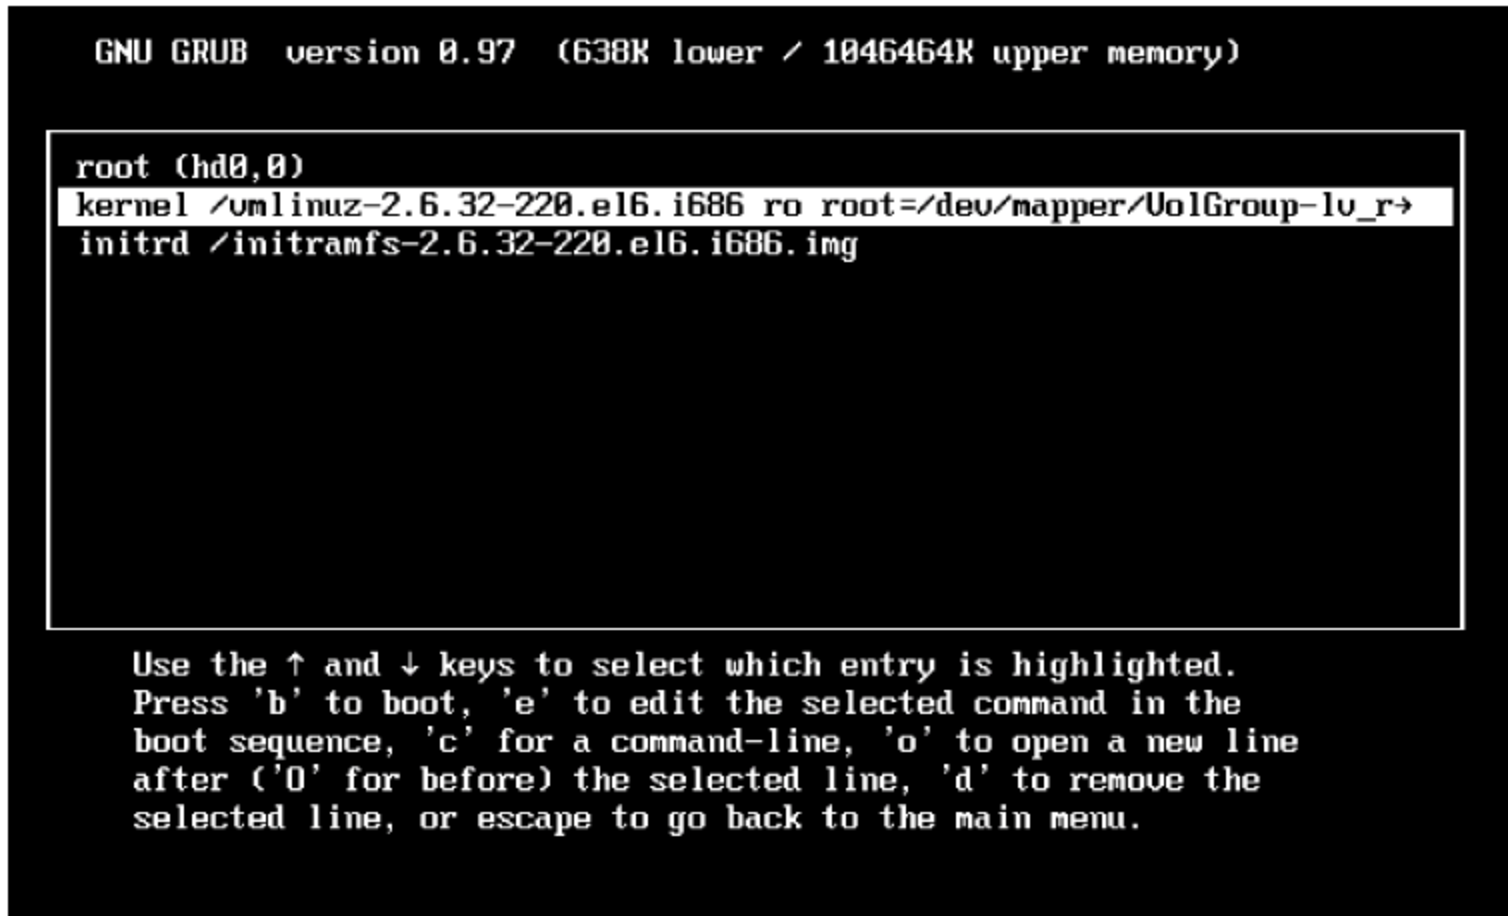 GNU GRUB  version 0.97  (638K lower / 1046464K upper memory)
root (hd0,0)
kernel /vmlinuz-2.6.32-220.el6.i686 ro root=/dev/mapper/VolGroup-lv_r→
initrd /initramfs-2.6.32-220.el6.i686.img
Use the ↑ and ↓ keys to select which entry is highlighted.
Press 'b' to boot, 'e' to edit the selected command in the
boot sequence, 'c' for a command-line, 'o' to open a new line
after ('O' for before) the selected line, 'd' to remove the
selected line, or escape to go back to the main menu.